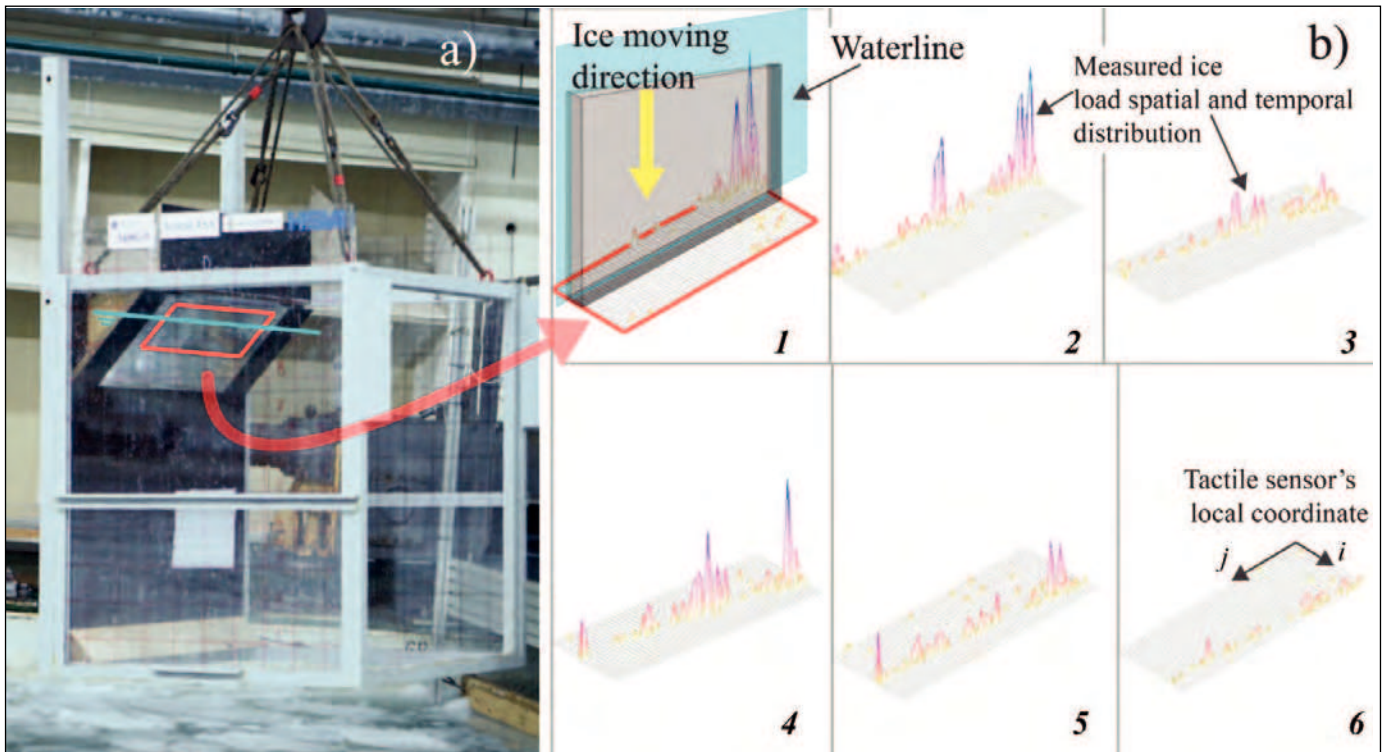 a)
Ice moving
direction
Waterline
b)
Measured ice
load spatial and temporal
distribution
1
2
3
Tactile sensor's
local coordinate
j
i
4
5
6